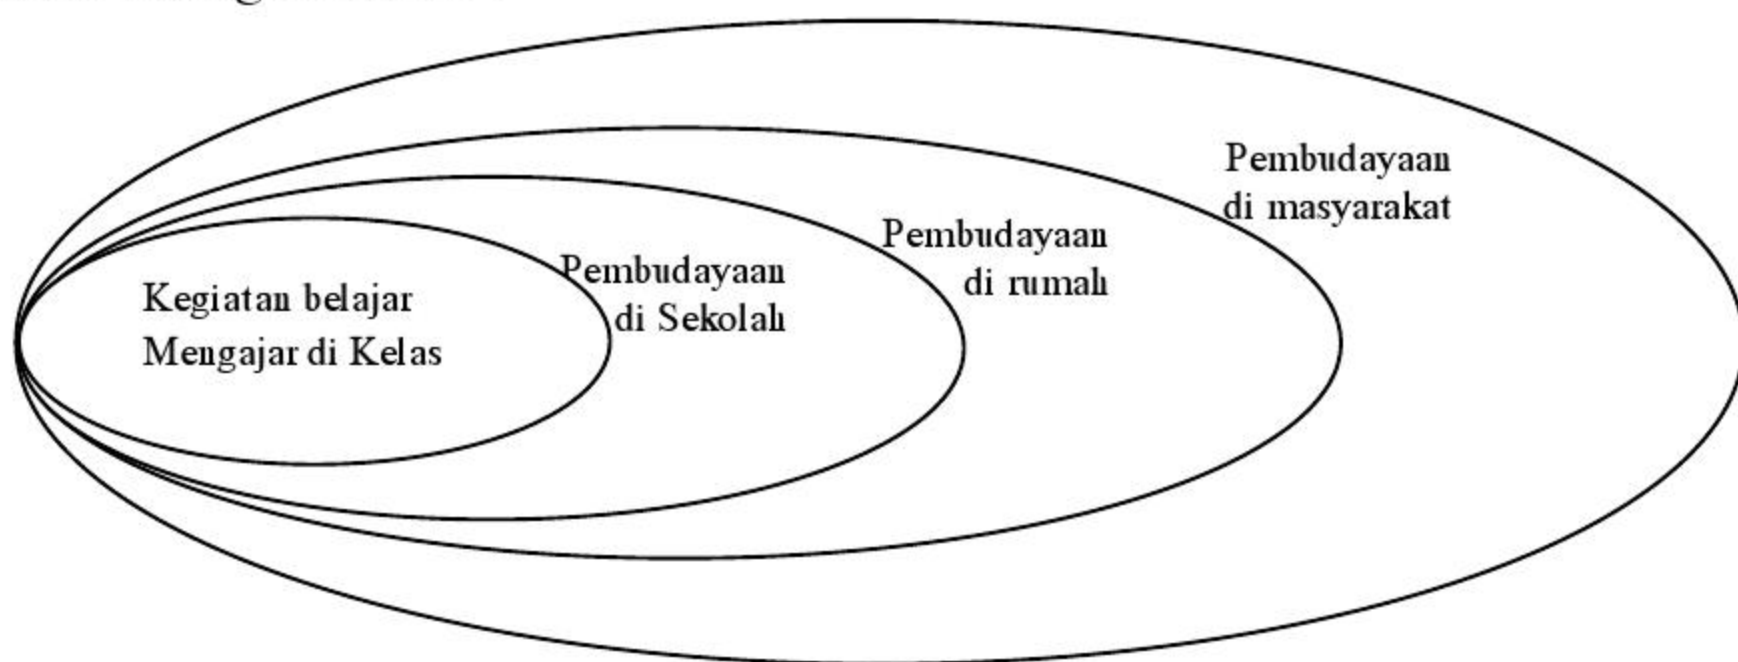 Kegiatan belajar
Mengajar di Kelas
Pembudayaan
di Sekolah
Pembudayaan
di rumah
Pembudayaan
di masyarakat